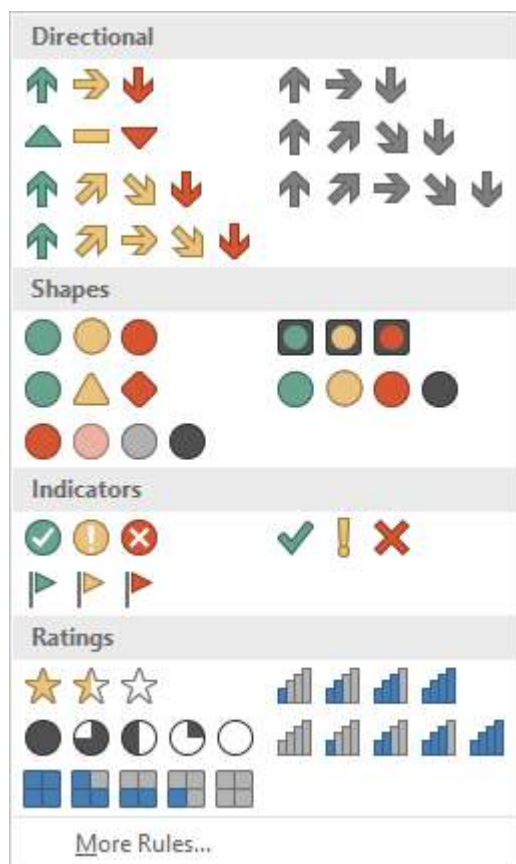 Directional
Shapes
Indicators
Ratings
More Rules...